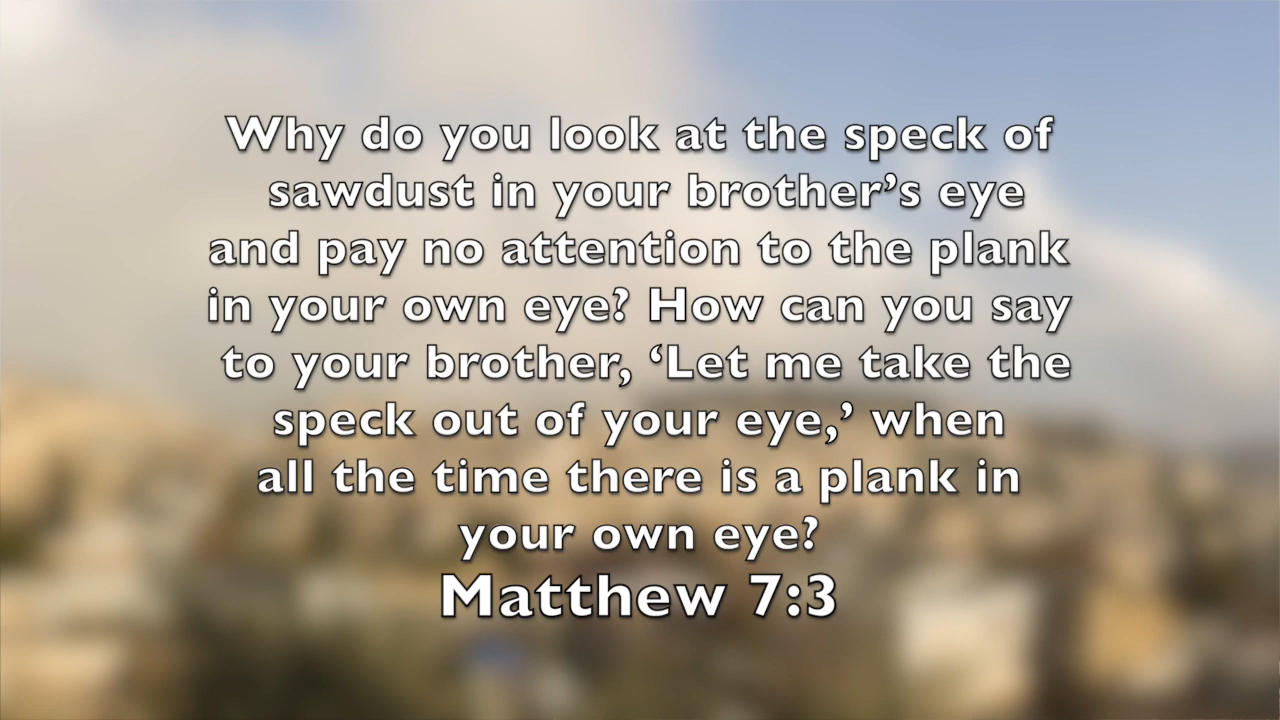 Why do you look at the speck of
sawdust in your brother’s eye
and pay no attention to the plank
in your own eye? How can you say
to your brother, ‘Let me take the
speck out of your eye,’ when
all the time there is a plank in
your own eye?
Matthew 7:3